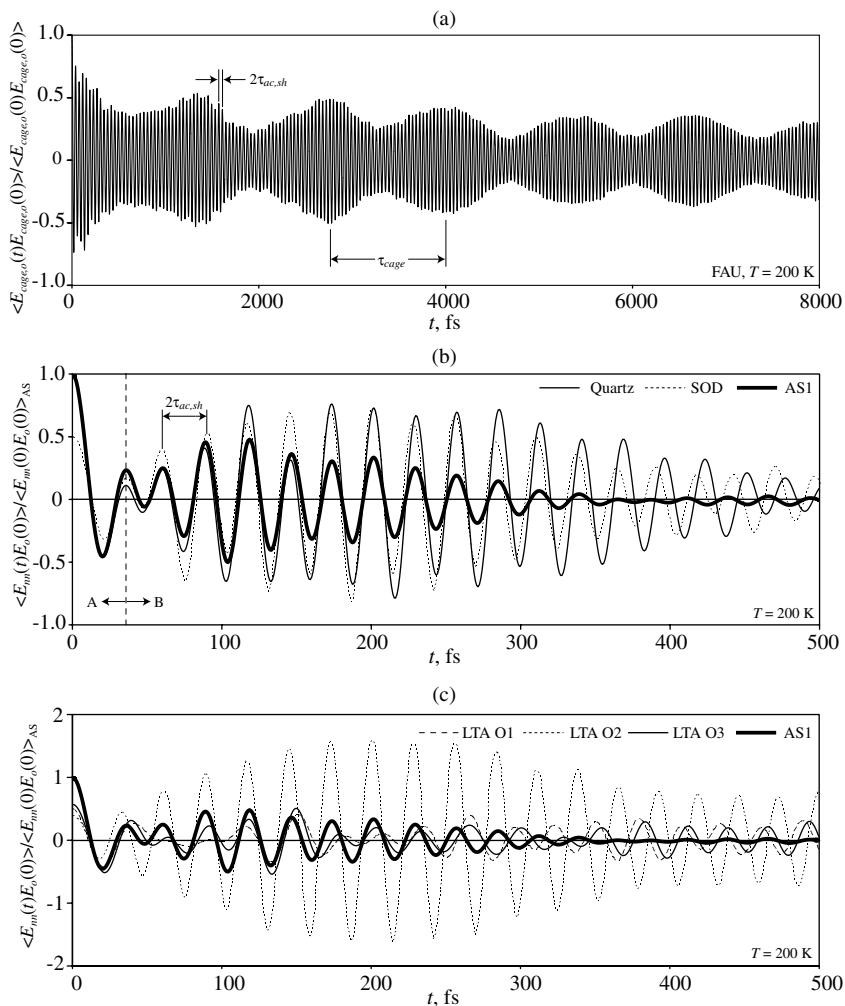 (a)
<E_cage,o(t)E_cage,o(0)>/<E_cage,o(0)E_cage,o(0)>
1.0
0.5
0
-0.5
-1.0
2τ_ac,sh
τ_cage
FAU, T = 200 K
0 2000 4000 6000 8000
t, fs
(b)
<E_nn(t)E_o(0)>/<E_nn(0)E_o(0)>_AS
1.0
0.5
0
-0.5
-1.0
Quartz SOD AS1
2τ_ac,sh
A B
T = 200 K
0 100 200 300 400 500
t, fs
(c)
<E_nn(t)E_o(0)>/<E_nn(0)E_o(0)>_AS
2
1
0
-1
-2
LTA O1 LTA O2 LTA O3 AS1
T = 200 K
0 100 200 300 400 500
t, fs